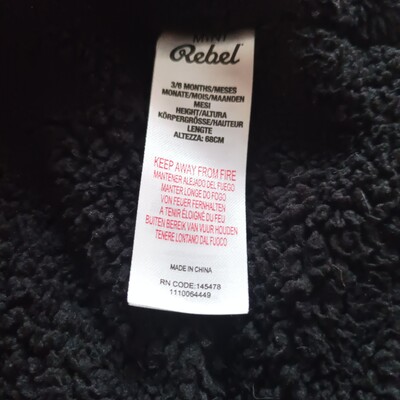 MINI
Rebel
3/6 MONTHS/MESES
MONATE/MOIS/MAANDEN
MESI
HEIGHT/ALTURA
KÖRPERGRÖSSE/HAUTEUR
LENGTE
ALTEZZA: 68CM
KEEP AWAY FROM FIRE
MANTENER ALEJADO DEL FUEGO
MANTER LONGE DO FOGO
VON FEUER FERNHALTEN
A TENIR ÉLOIGNÉ DU FEU
BUITEN BEREIK VAN VUUR HOUDEN
TENERE LONTANO DAL FUOCO
MADE IN CHINA
RN CODE:145478
1110064449